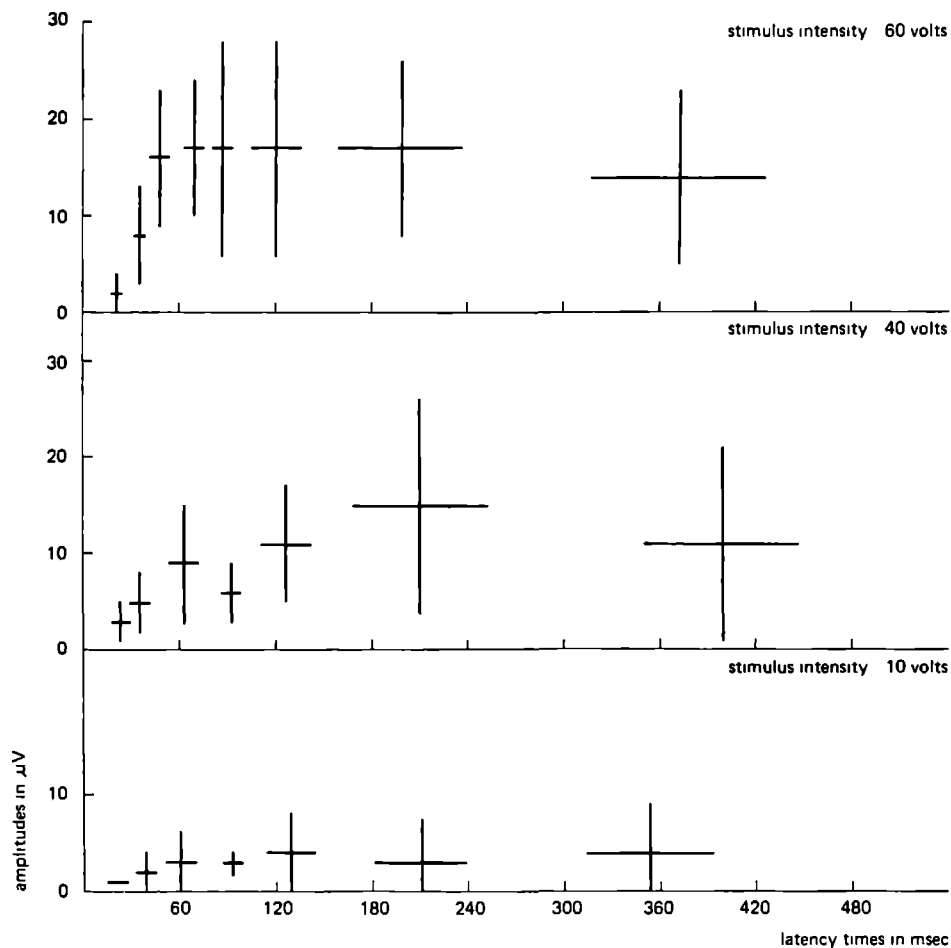 30
stimulus intensity 60 volts
20
10
0
stimulus intensity 40 volts
30
20
10
0
stimulus intensity 10 volts
amplitudes in µV
10
0
60 120 180 240 300 360 420 480
latency times in msec